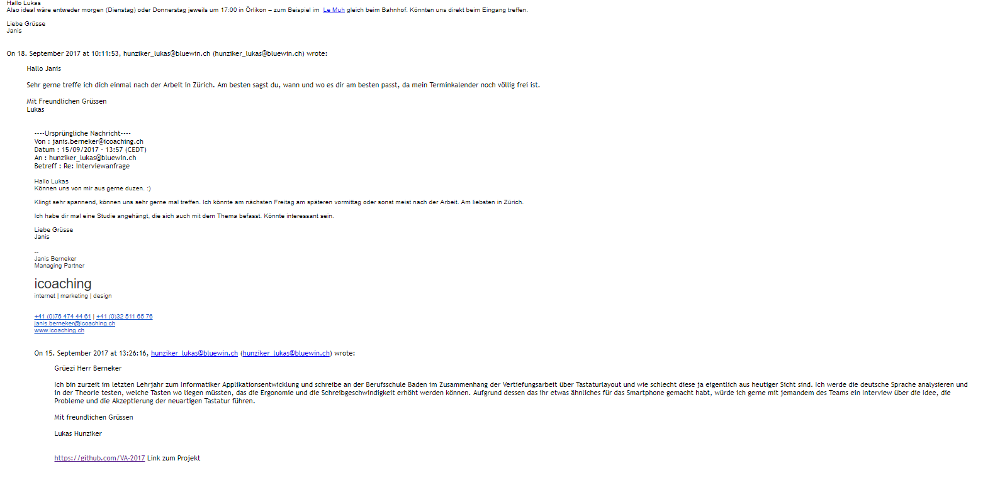 Hallo Lukas
Also ideal wäre entweder morgen (Dienstag) oder Donnerstag jeweils um 17:00 in Örlikon – zum Beispiel im Le Muh gleich beim Bahnhof. Könnten uns direkt beim Eingang treffen.
Liebe Grüsse
Janis
On 18. September 2017 at 10:11:53, hunziker_lukas@bluewin.ch (hunziker_lukas@bluewin.ch) wrote:
Hallo Janis
Sehr gerne treffe ich dich einmal nach der Arbeit in Zürich. Am besten sagst du, wann und wo es dir am besten passt, da mein Terminkalender noch völlig frei ist.
Mit Freundlichen Grüssen
Lukas
----Ursprüngliche Nachricht----
Von : janis.berneker@icoaching.ch
Datum : 15/09/2017 - 13:57 (CEDT)
An : hunziker_lukas@bluewin.ch
Betreff : Re: Interviewanfrage
Hallo Lukas
Können uns von mir aus gerne duzen. :)
Klingt sehr spannend, können uns sehr gerne mal treffen. Ich könnte am nächsten Freitag am späteren vormittag oder sonst meist nach der Arbeit. Am liebsten in Zürich.
Ich habe dir mal eine Studie angehängt, die sich auch mit dem Thema befasst. Könnte interessant sein.
Liebe Grüsse
Janis
--
Janis Berneker
Managing Partner
icoaching
internet | marketing | design
+41 (0)76 474 44 61 | +41 (0)32 511 65 76
janis.berneker@icoaching.ch
www.icoaching.ch
On 15. September 2017 at 13:26:16, hunziker_lukas@bluewin.ch (hunziker_lukas@bluewin.ch) wrote:
Grüezi Herr Berneker
Ich bin zurzeit im letzten Lehrjahr zum Informatiker Applikationsentwicklung und schreibe an der Berufsschule Baden im Zusammenhang der Vertiefungsarbeit über Tastaturlayout und wie schlecht diese ja eigentlich aus heutiger Sicht sind. Ich werde die deutsche Sprache analysieren und
in der Theorie testen, welche Tasten wo liegen müssten, das die Ergonomie und die Schreibgeschwindigkeit erhöht werden können. Aufgrund dessen das ihr etwas ähnliches für das Smartphone gemacht habt, würde ich gerne mit jemandem des Teams ein Interview über die Idee, die
Probleme und die Akzeptierung der neuartigen Tastatur führen.
Mit freundlichen Grüssen
Lukas Hunziker
https://github.com/VA-2017 Link zum Projekt